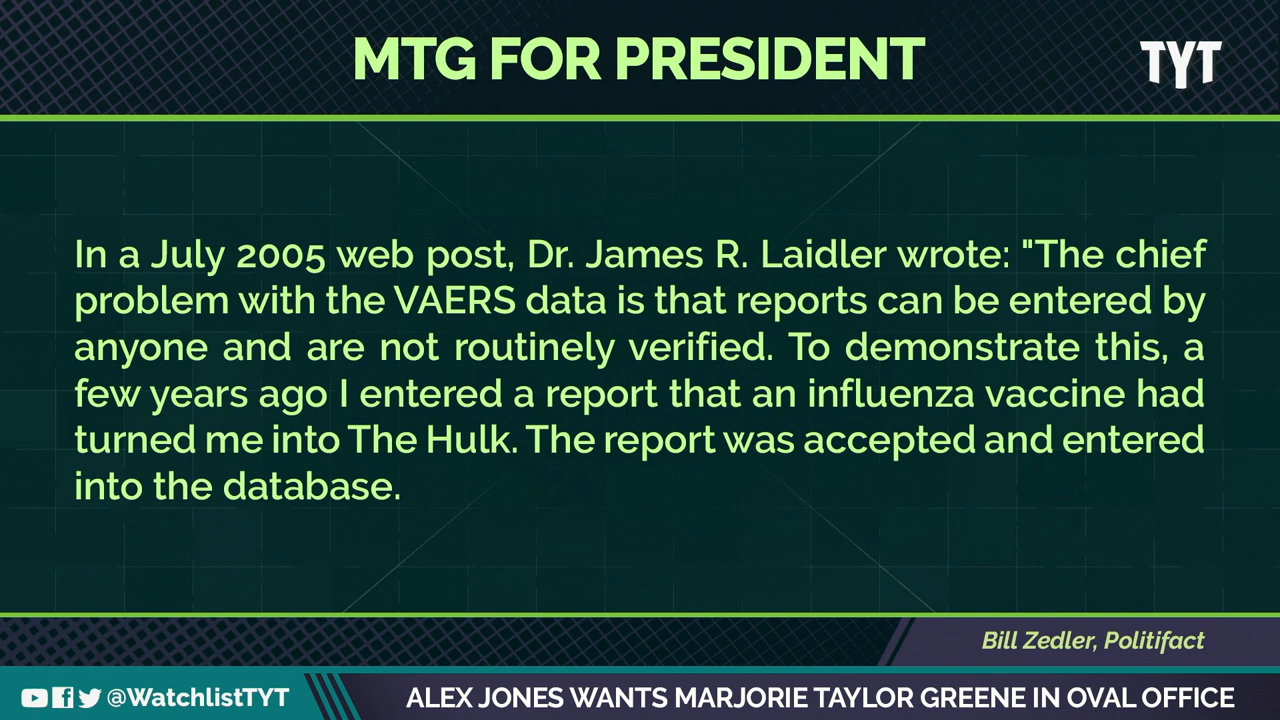 MTG FOR PRESIDENT
TYT
In a July 2005 web post, Dr. James R. Laidler wrote: "The chief
problem with the VAERS data is that reports can be entered by
anyone and are not routinely verified. To demonstrate this, a
few years ago I entered a report that an influenza vaccine had
turned me into The Hulk. The report was accepted and entered
into the database.
Bill Zedler, Politifact
@WatchlistTYT
ALEX JONES WANTS MARJORIE TAYLOR GREENE IN OVAL OFFICE